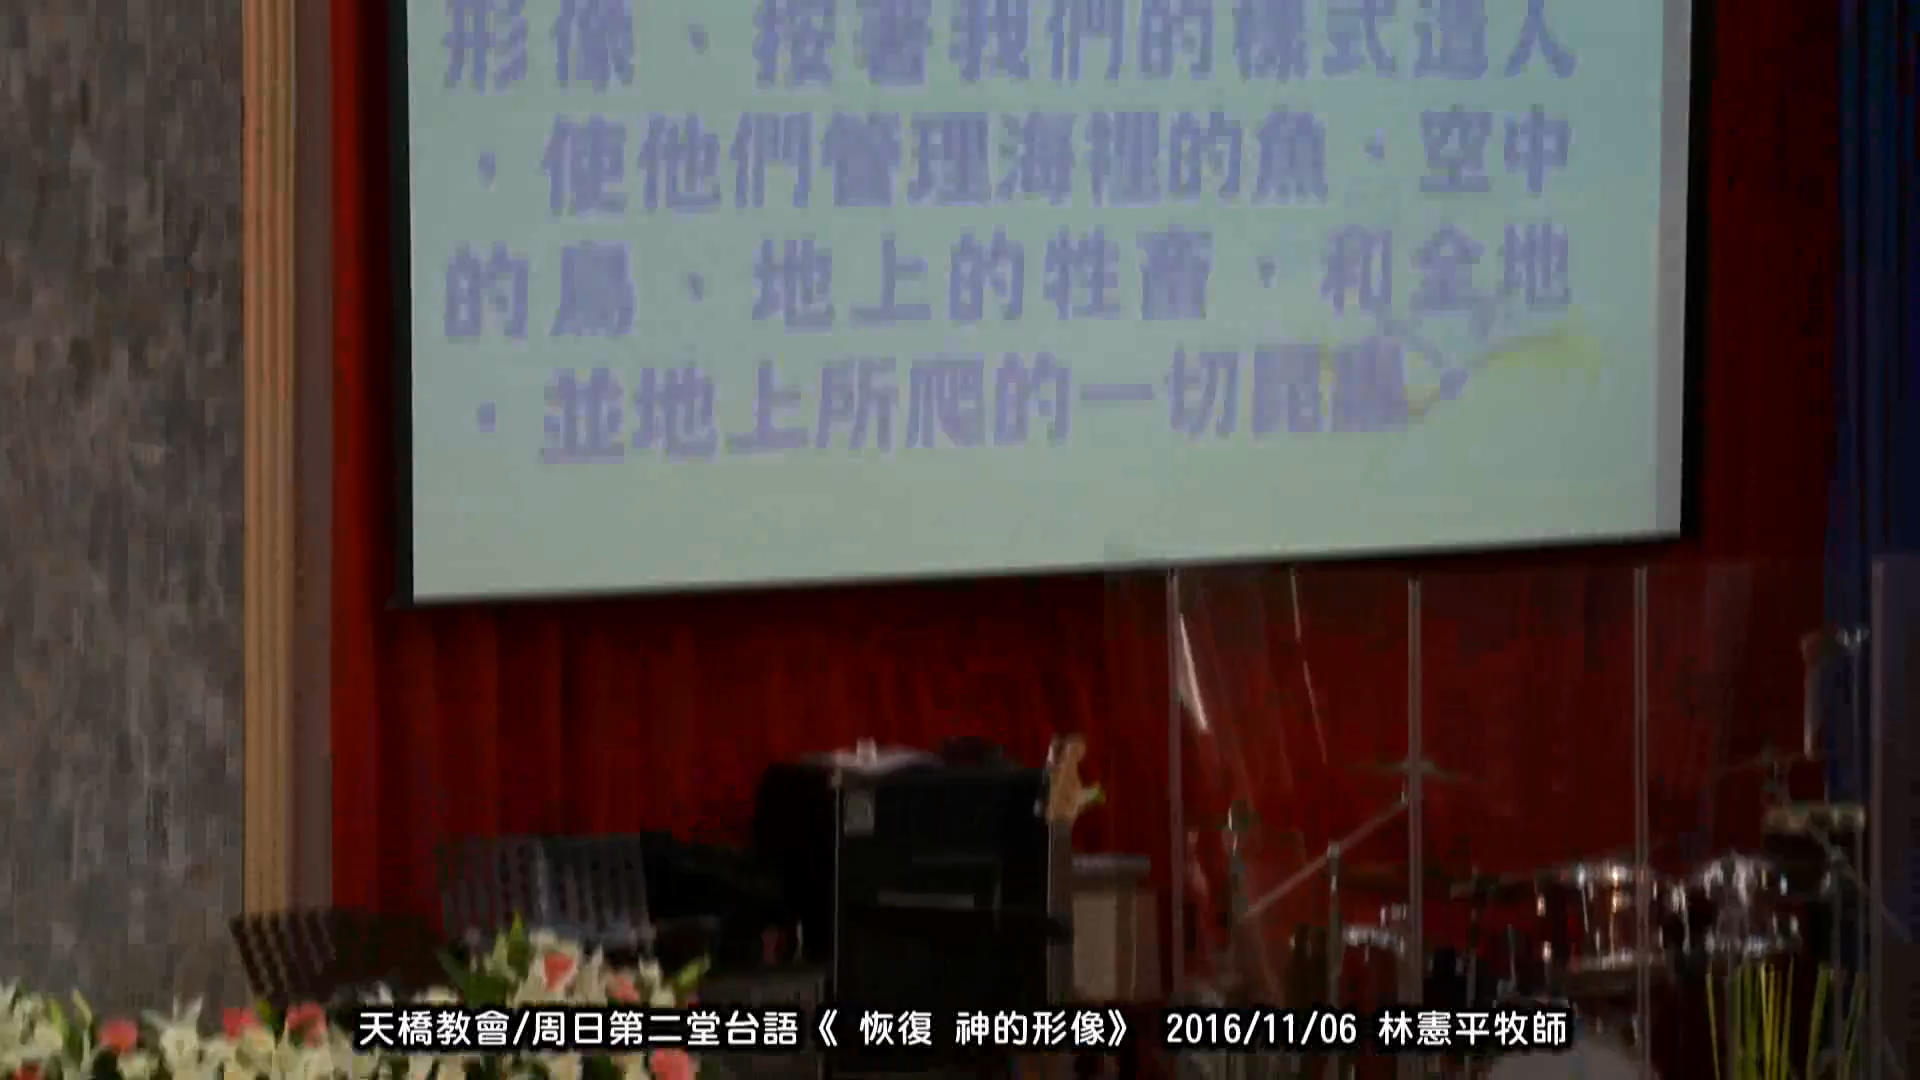 形像、按著我們的樣式造人
，使他們管理海裡的魚、空中
的鳥、地上的牲畜、和全地
，並地上所爬的一切昆蟲。
天橋教會/周日第二堂台語《 恢復 神的形像》 2016/11/06 林憲平牧師